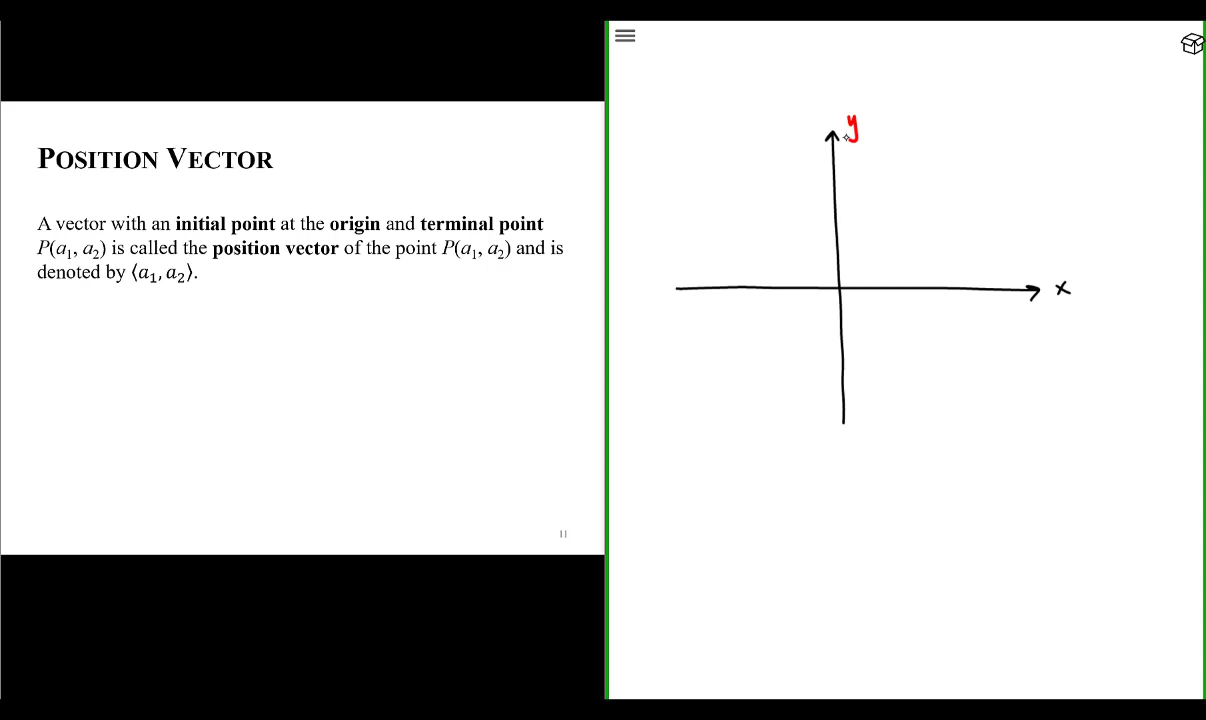 POSITION VECTOR
A vector with an initial point at the origin and terminal point
P(a₁, a₂) is called the position vector of the point P(a₁, a₂) and is
denoted by ⟨a₁, a₂⟩.
11
y
x